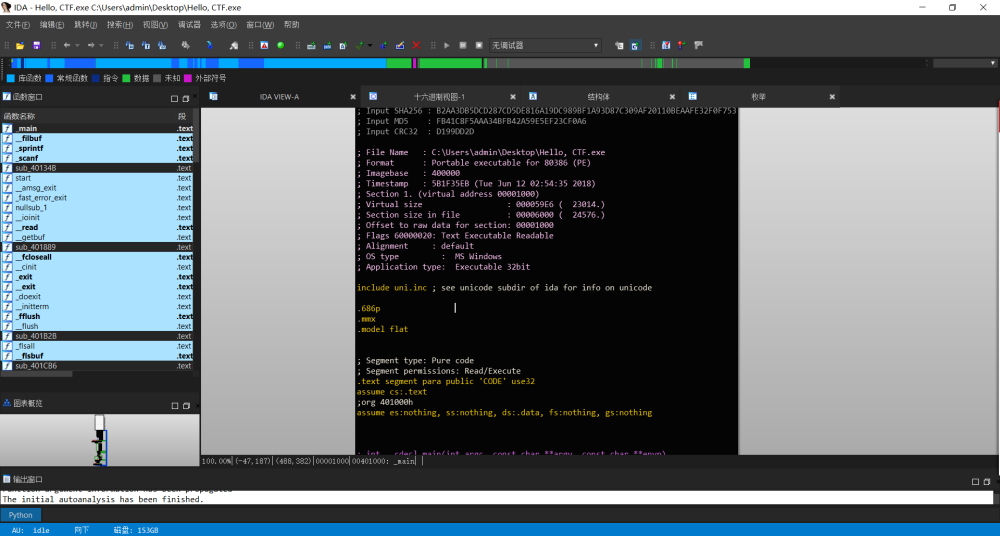 IDA - Hello, CTF.exe C:\Users\admin\Desktop\Hello, CTF.exe
文件(F) 编辑(E) 跳转(J) 搜索(H) 视图(V) 调试器 选项(O) 窗口(W) 帮助
无调试器
库函数 常规函数 指令 数据 未知 外部符号
函数窗口
函数名称 段
_main .text
__filbuf .text
_sprintf .text
_scanf .text
sub_40134B .text
start .text
__amsg_exit .text
_fast_error_exit .text
nullsub_1 .text
__ioinit .text
__read .text
__getbuf .text
sub_401889 .text
__fcloseall .text
__cinit .text
_exit .text
__exit .text
_doexit .text
__initterm .text
_fflush .text
__flush .text
sub_401B2B .text
_flsall .text
__flsbuf .text
sub_401CB6 .text
图表概览
IDA VIEW-A 十六进制视图-1 结构体 枚举
; Input SHA256 : B2AA3DB5DCD287CD5DE816A19DC989BF1A93D87C309AF20110BEAAFE32F0F753
; Input MD5 : FB41C8F5AAA34BFB42A59E5EF23CF0A6
; Input CRC32 : D199DD2D
; File Name : C:\Users\admin\Desktop\Hello, CTF.exe
; Format : Portable executable for 80386 (PE)
; Imagebase : 400000
; Timestamp : 5B1F35EB (Tue Jun 12 02:54:35 2018)
; Section 1. (virtual address 00001000)
; Virtual size : 000059E6 ( 23014.)
; Section size in file : 00006000 ( 24576.)
; Offset to raw data for section: 00001000
; Flags 60000020: Text Executable Readable
; Alignment : default
; OS type : MS Windows
; Application type: Executable 32bit
include uni.inc ; see unicode subdir of ida for info on unicode
.686p
.mmx
.model flat
; Segment type: Pure code
; Segment permissions: Read/Execute
.text segment para public 'CODE' use32
assume cs:.text
;org 401000h
assume es:nothing, ss:nothing, ds:.data, fs:nothing, gs:nothing
; int __cdecl main(int argc, const char **argv, const char **envp)
100.00% (-47,187) (488,382) 00001000 00401000: _main
输出窗口
Function argument information has been propagated
The initial autoanalysis has been finished.
Python
AU: idle 向下 磁盘: 153GB